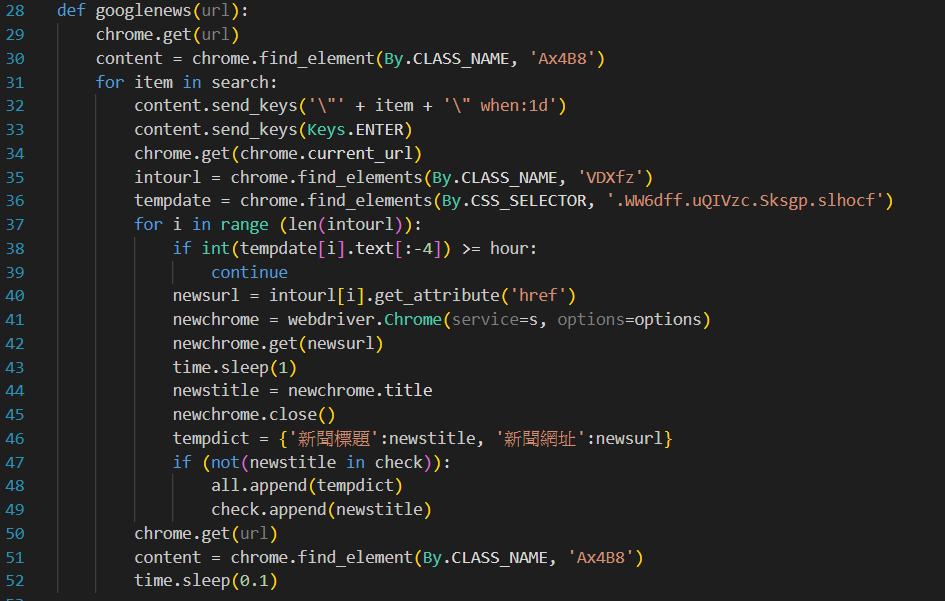 28 def googlenews(url):
29     chrome.get(url)
30     content = chrome.find_element(By.CLASS_NAME, 'Ax4B8')
31     for item in search:
32         content.send_keys('\"' + item + '\" when:1d')
33         content.send_keys(Keys.ENTER)
34         chrome.get(chrome.current_url)
35         intourl = chrome.find_elements(By.CLASS_NAME, 'VDXfz')
36         tempdate = chrome.find_elements(By.CSS_SELECTOR, '.WW6dff.uQIVzc.Sksgp.slhocf')
37         for i in range (len(intourl)):
38             if int(tempdate[i].text[:-4]) >= hour:
39                 continue
40             newsurl = intourl[i].get_attribute('href')
41             newchrome = webdriver.Chrome(service=s, options=options)
42             newchrome.get(newsurl)
43             time.sleep(1)
44             newstitle = newchrome.title
45             newchrome.close()
46             tempdict = {'新聞標題':newstitle, '新聞網址':newsurl}
47             if (not(newstitle in check)):
48                 all.append(tempdict)
49                 check.append(newstitle)
50         chrome.get(url)
51         content = chrome.find_element(By.CLASS_NAME, 'Ax4B8')
52         time.sleep(0.1)